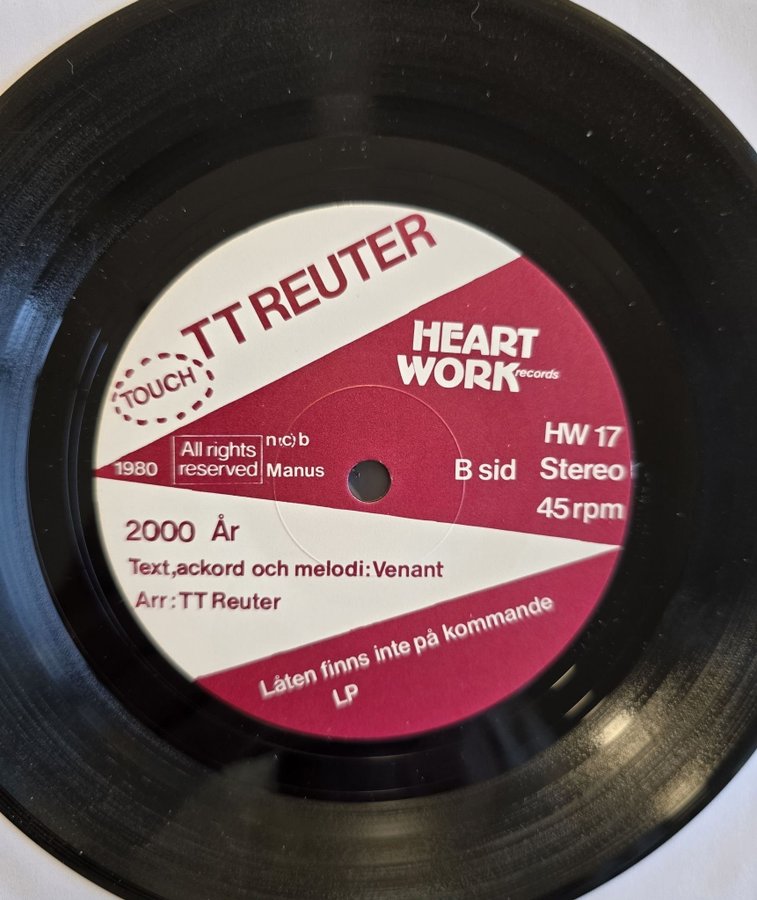 TT REUTER
TOUCH
HEART
WORK records
1980
All rights
reserved
n(c)b
Manus
HW 17
B sid Stereo
45 rpm
2000 År
Text,ackord och melodi:Venant
Arr:TT Reuter
Låten finns inte på kommande
LP